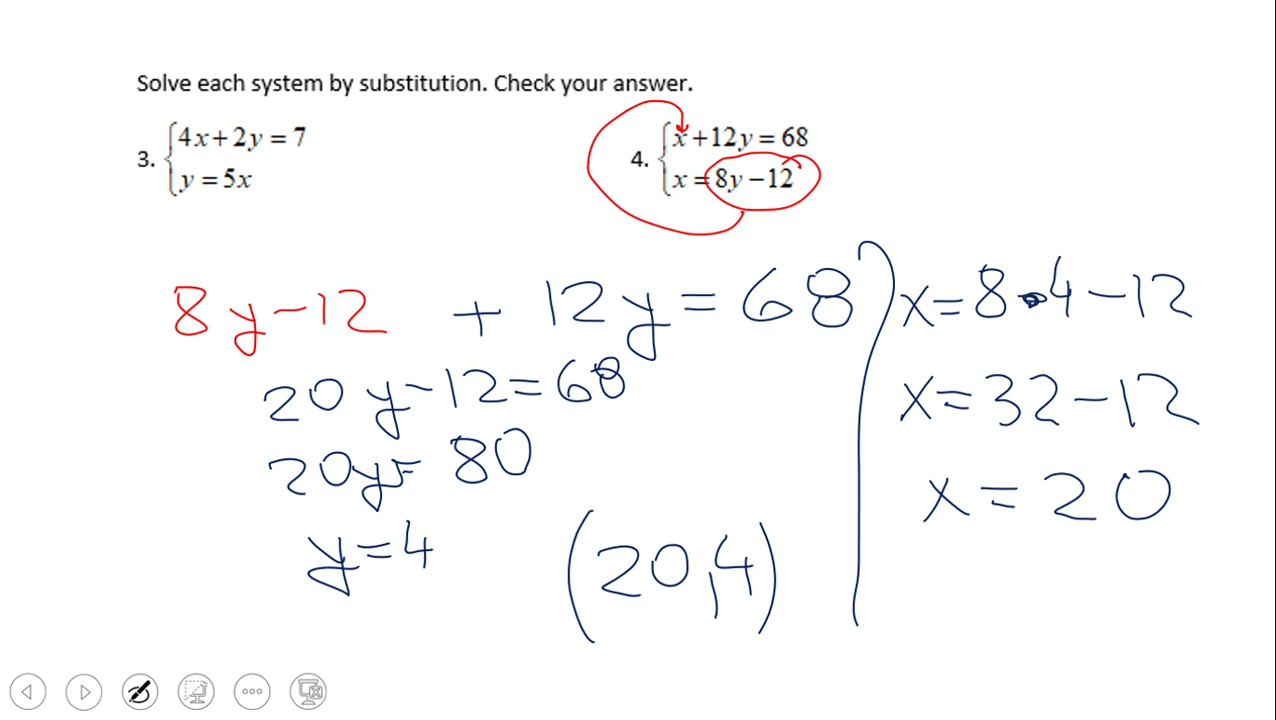 Solve each system by substitution. Check your answer.
3. {4x+2y = 7
y = 5x
4. {x+12y = 68
x = 8y−12
8y−12 + 12y = 68
20y−12 = 68
20y = 80
y = 4
(20,4)
x = 8·4−12
x = 32−12
x = 20